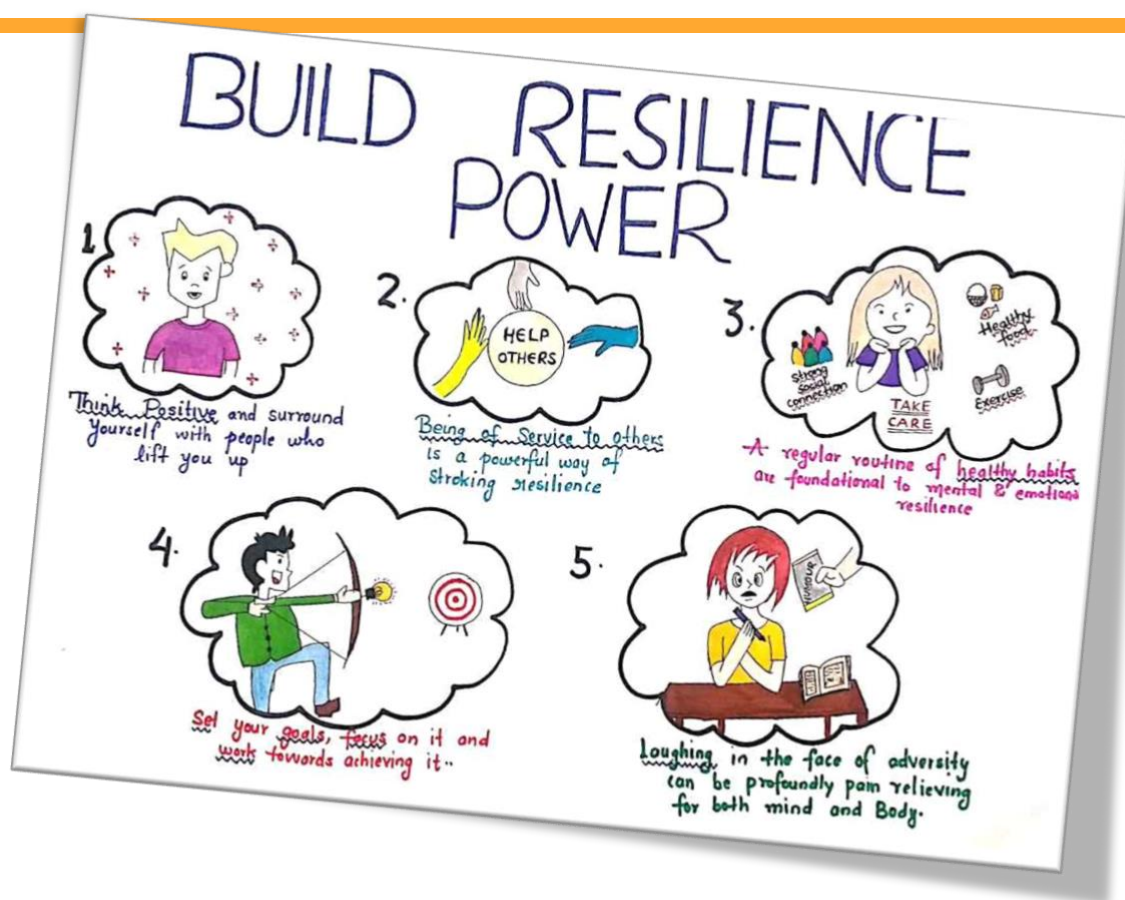 BUILD RESILIENCE
POWER
1.
Think Positive and surround
yourself with people who
lift you up
2.
HELP
OTHERS
Being of Service to others
is a powerful way of
Stroking resilience
3.
Strong
Social
connection
TAKE
CARE
Healthy
food
Exercise
A regular routine of healthy habits
are foundational to mental & emotiona
resilience
4.
Set your goals, focus on it and
work towards achieving it..
5.
HUMOUR
Laughing in the face of adversity
can be profoundly pain relieving
for both mind and Body.